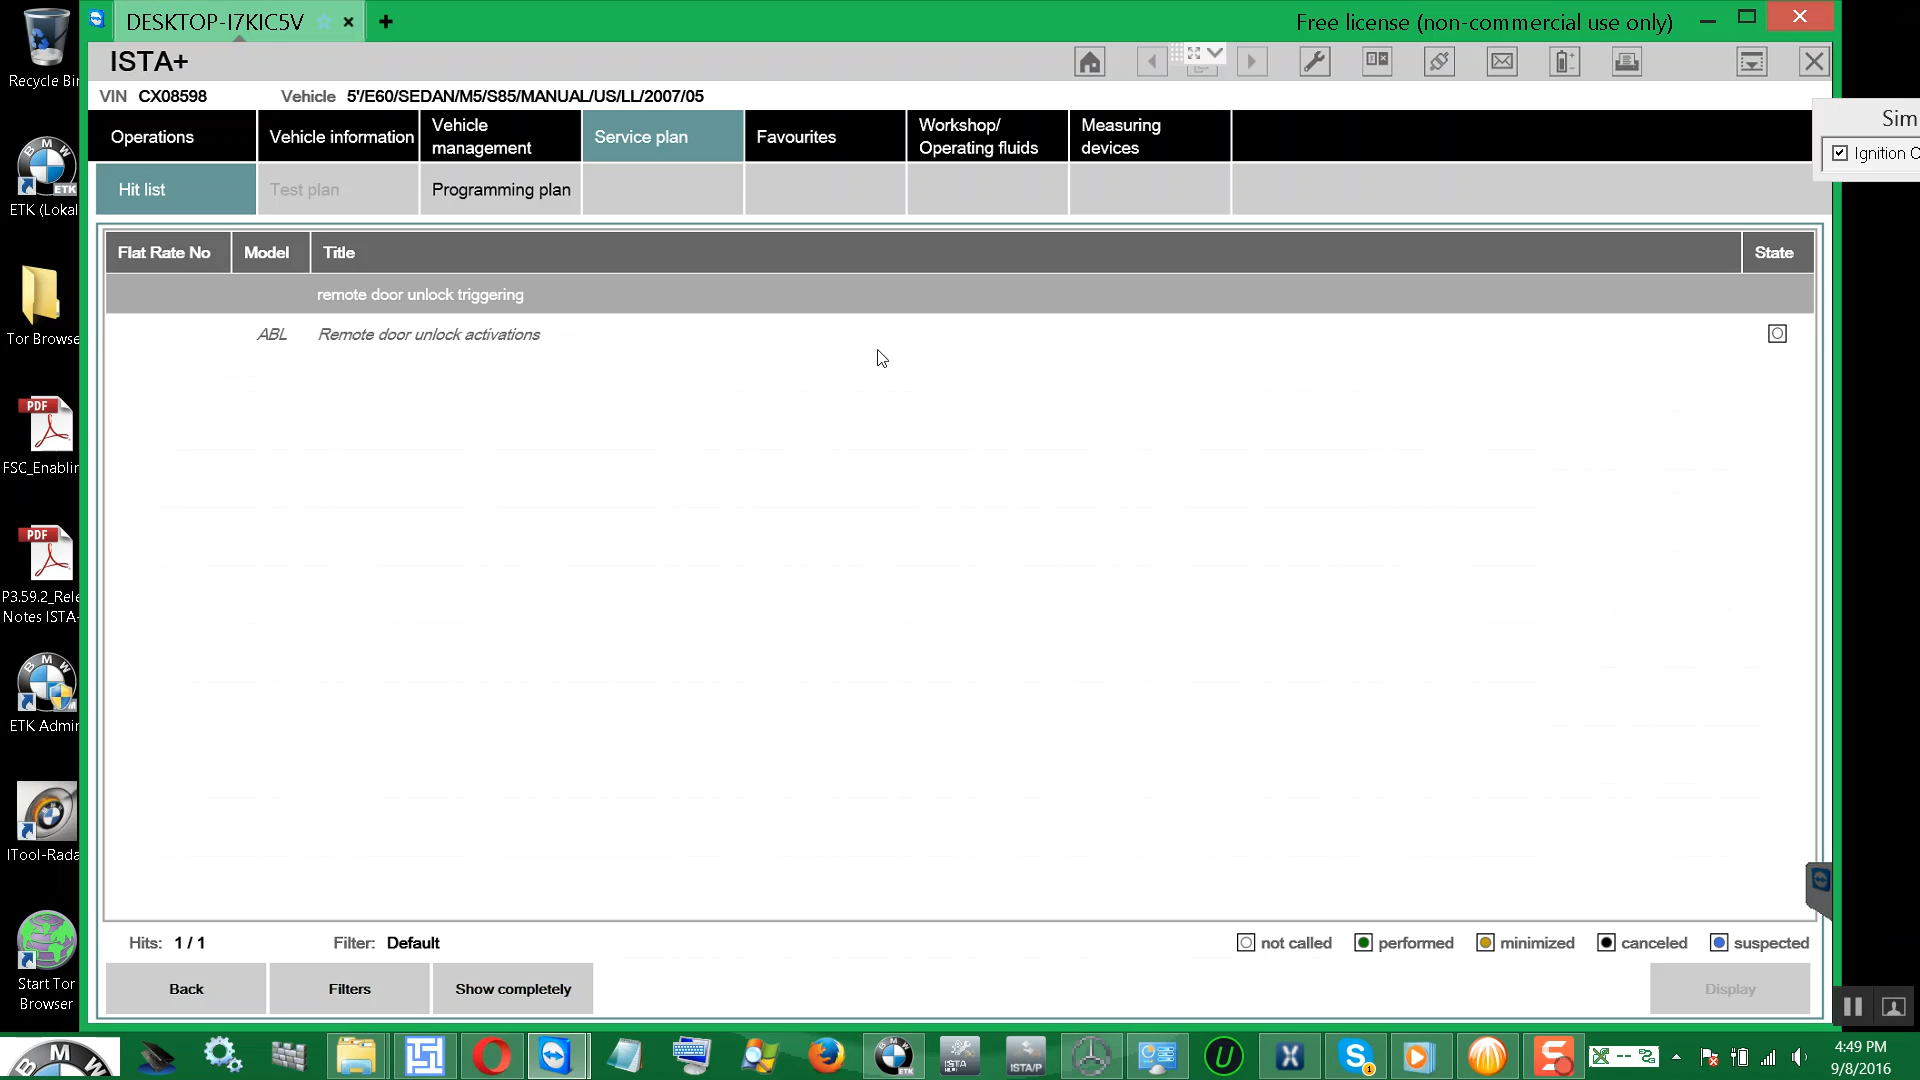 DESKTOP-I7KIC5V
Free license (non-commercial use only)
Recycle Bin
ISTA+
VIN CX08598 Vehicle 5'/E60/SEDAN/M5/S85/MANUAL/US/LL/2007/05
Sim
Ignition C
Operations
Vehicle information
Vehicle
management
Service plan
Favourites
Workshop/
Operating fluids
Measuring
devices
Hit list
Test plan
Programming plan
Flat Rate No Model Title State
remote door unlock triggering
ABL Remote door unlock activations
ETK (Lokal
Tor Browse
FSC_Enablin
P3.59.2_Rele
Notes ISTA-
ETK Admin
ITool-Rada
Start Tor
Browser
Hits: 1 / 1 Filter: Default
not called performed minimized canceled suspected
Back Filters Show completely Display
4:49 PM
9/8/2016